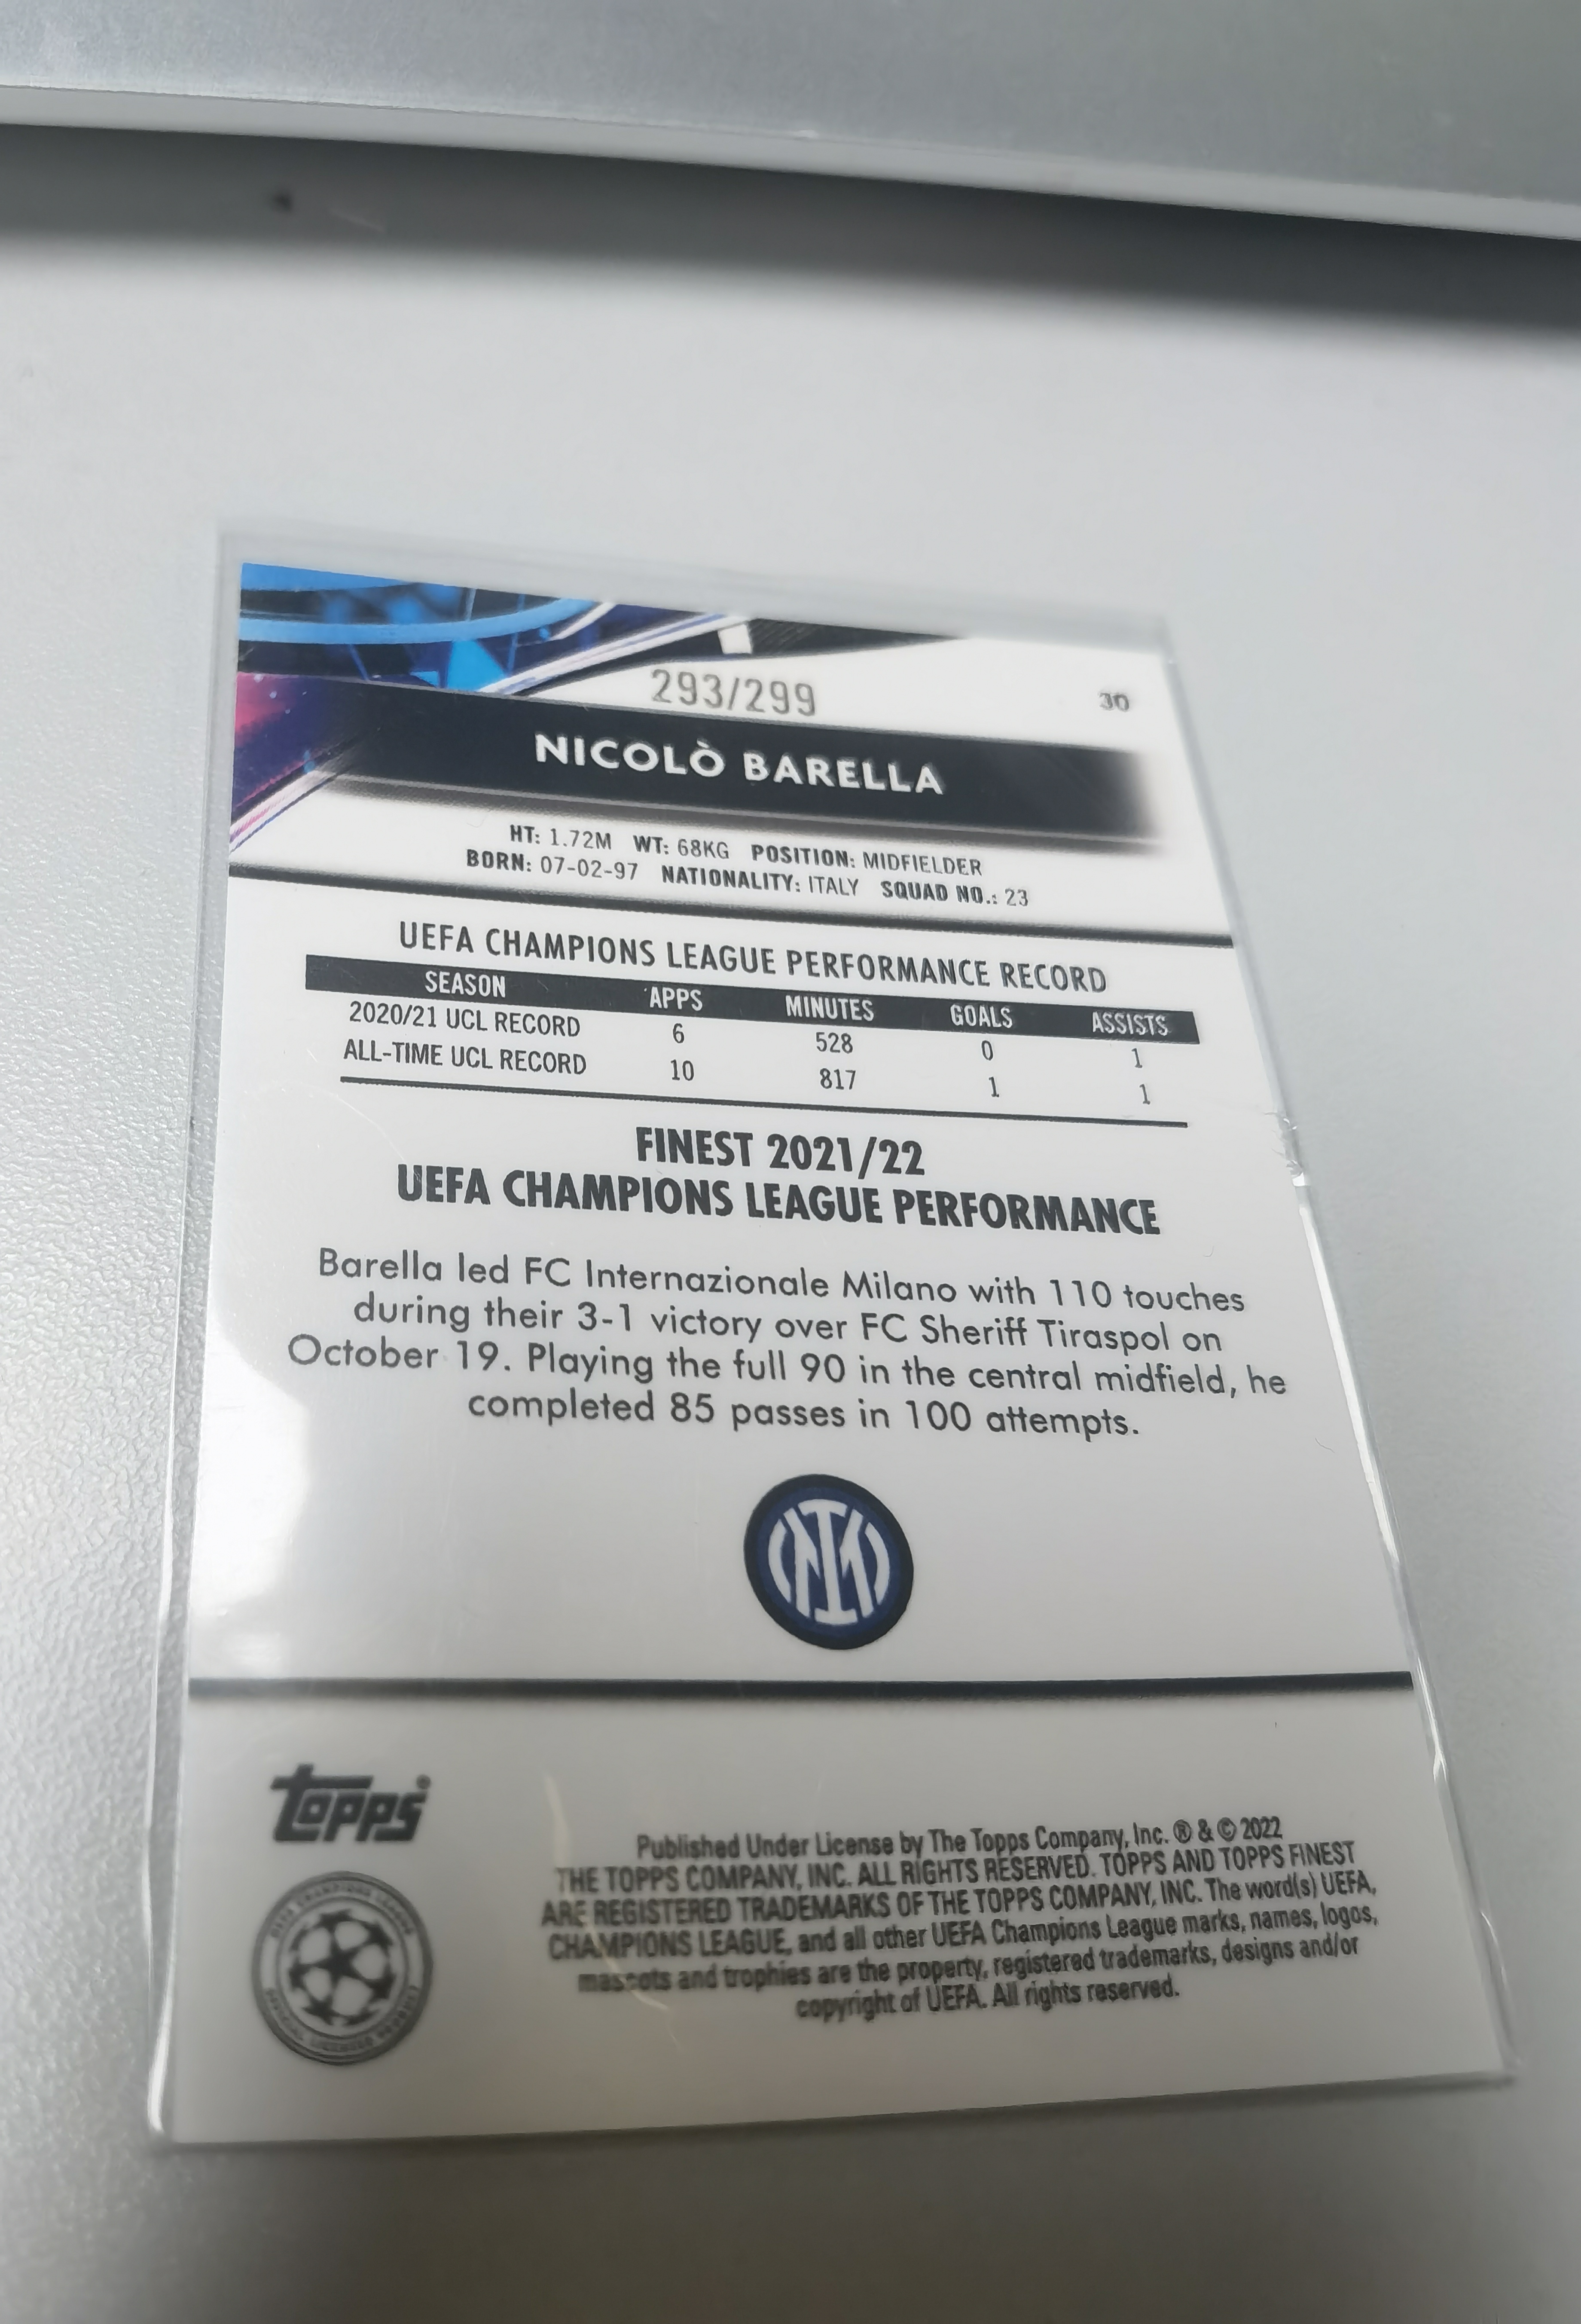 293/299
30
NICOLÒ BARELLA
HT: 1.72M WT: 68KG POSITION: MIDFIELDER
BORN: 07-02-97 NATIONALITY: ITALY SQUAD NO.: 23
UEFA CHAMPIONS LEAGUE PERFORMANCE RECORD
SEASON APPS MINUTES GOALS ASSISTS
2020/21 UCL RECORD 6 528 0 1
ALL-TIME UCL RECORD 10 817 1 1
FINEST 2021/22
UEFA CHAMPIONS LEAGUE PERFORMANCE
Barella led FC Internazionale Milano with 110 touches
during their 3-1 victory over FC Sheriff Tiraspol on
October 19. Playing the full 90 in the central midfield, he
completed 85 passes in 100 attempts.
topps
UEFA CHAMPIONS LEAGUE
OFFICIAL LICENSED PRODUCT
Published Under License by The Topps Company, Inc. ® & © 2022
THE TOPPS COMPANY, INC. ALL RIGHTS RESERVED. TOPPS AND TOPPS FINEST
ARE REGISTERED TRADEMARKS OF THE TOPPS COMPANY, INC. The word(s) UEFA,
CHAMPIONS LEAGUE, and all other UEFA Champions League marks, names, logos,
mascots and trophies are the property, registered trademarks, designs and/or
copyright of UEFA. All rights reserved.